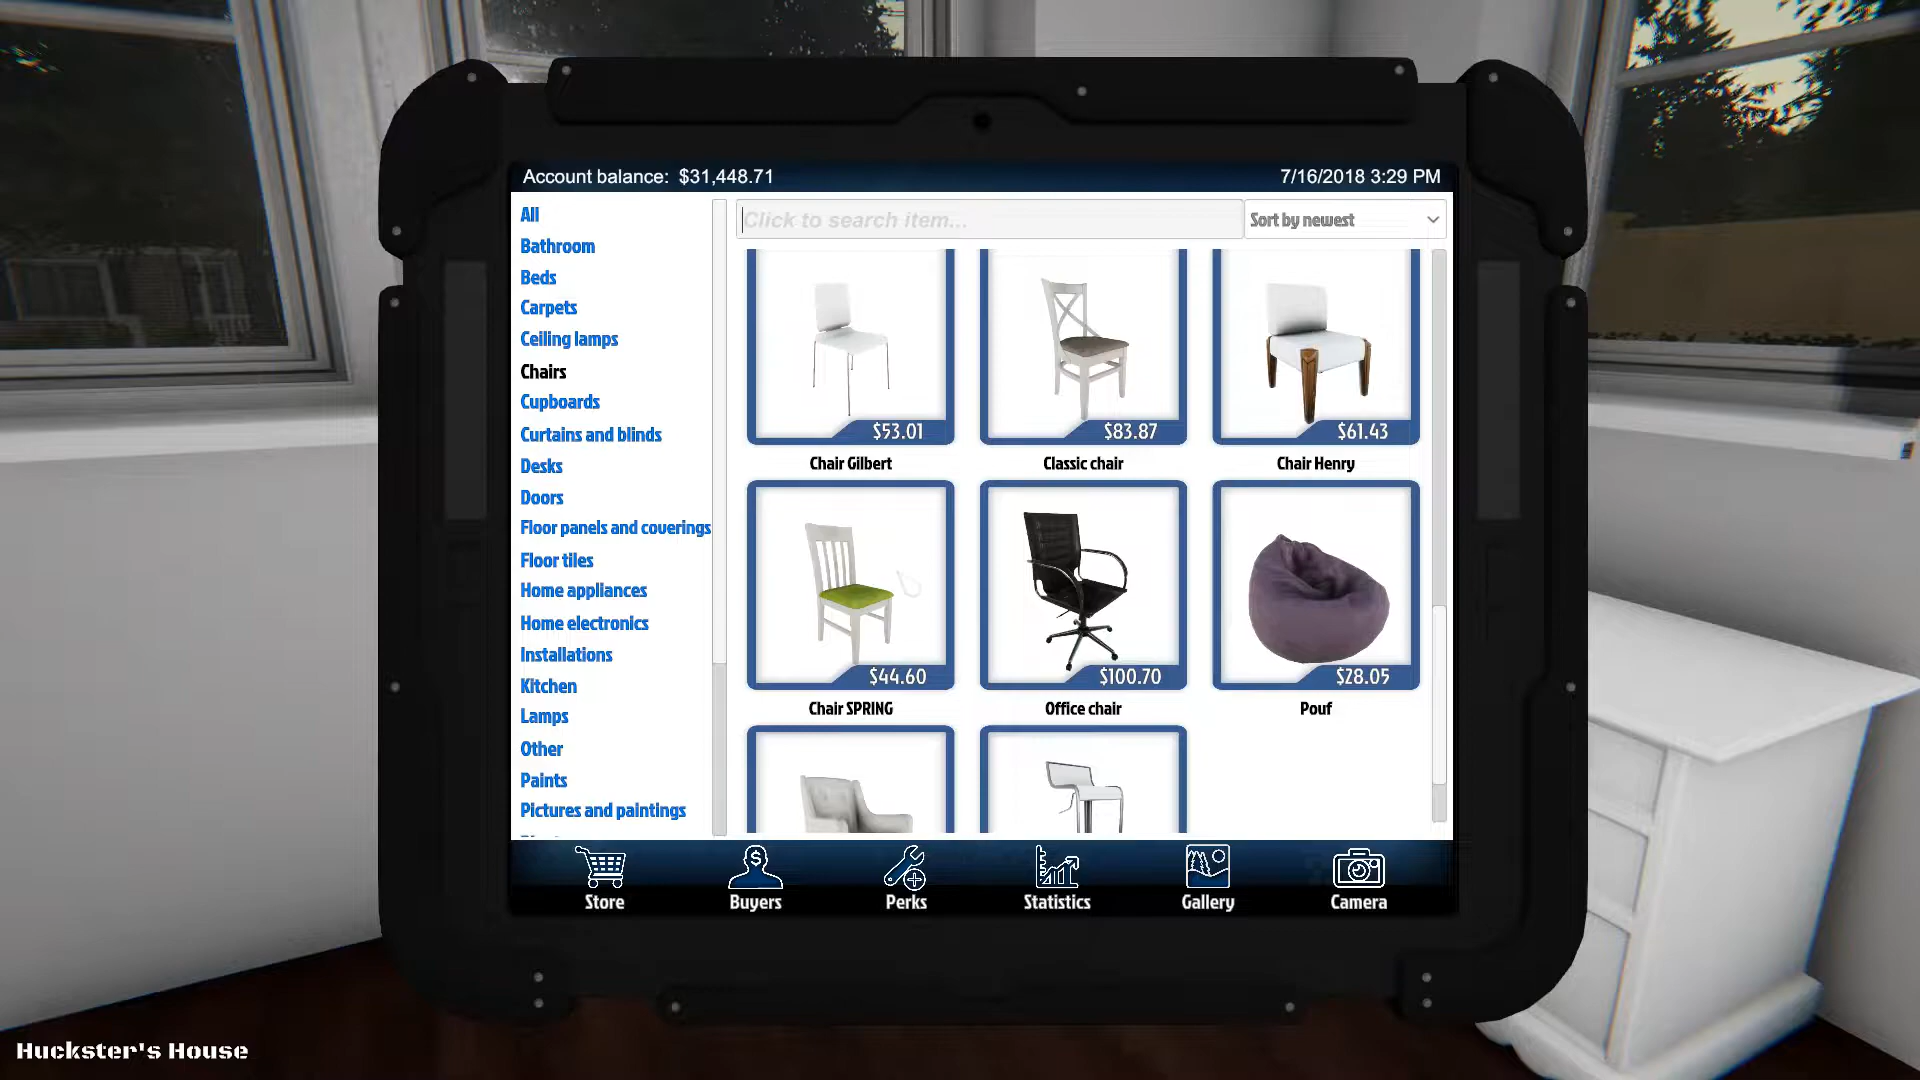 Account balance: $31,448.71
7/16/2018 3:29 PM
All
Bathroom
Beds
Carpets
Ceiling lamps
Chairs
Cupboards
Curtains and blinds
Desks
Doors
Floor panels and coverings
Floor tiles
Home appliances
Home electronics
Installations
Kitchen
Lamps
Other
Paints
Pictures and paintings
Click to search item...
Sort by newest
$53.01
$83.87
$61.43
Chair Gilbert
Classic chair
Chair Henry
$44.60
$100.70
$28.05
Chair SPRING
Office chair
Pouf
Store
Buyers
Perks
Statistics
Gallery
Camera
Huckster's House